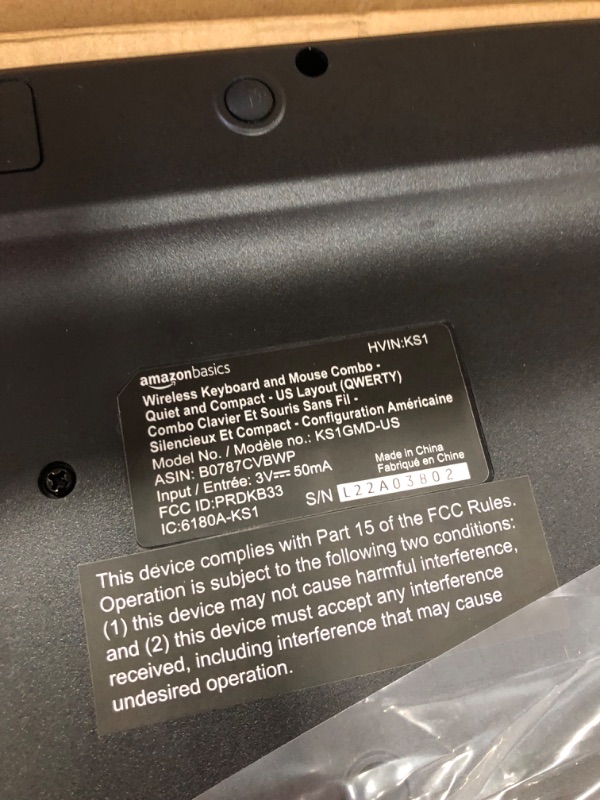 HVIN:KS1
amazonbasics
Wireless Keyboard and Mouse Combo -
Quiet and Compact - US Layout (QWERTY)
Combo Clavier Et Souris Sans Fil -
Silencieux Et Compact - Configuration Américaine
Model No. / Modèle no.: KS1GMD-US
ASIN: B0787CVBWP
Input / Entrée: 3V⎓ 50mA
FCC ID:PRDKB33
IC:6180A-KS1
Made in China
Fabriqué en Chine
S/N L22A03802
This device complies with Part 15 of the FCC Rules.
Operation is subject to the following two conditions:
(1) this device may not cause harmful interference,
and (2) this device must accept any interference
received, including interference that may cause
undesired operation.